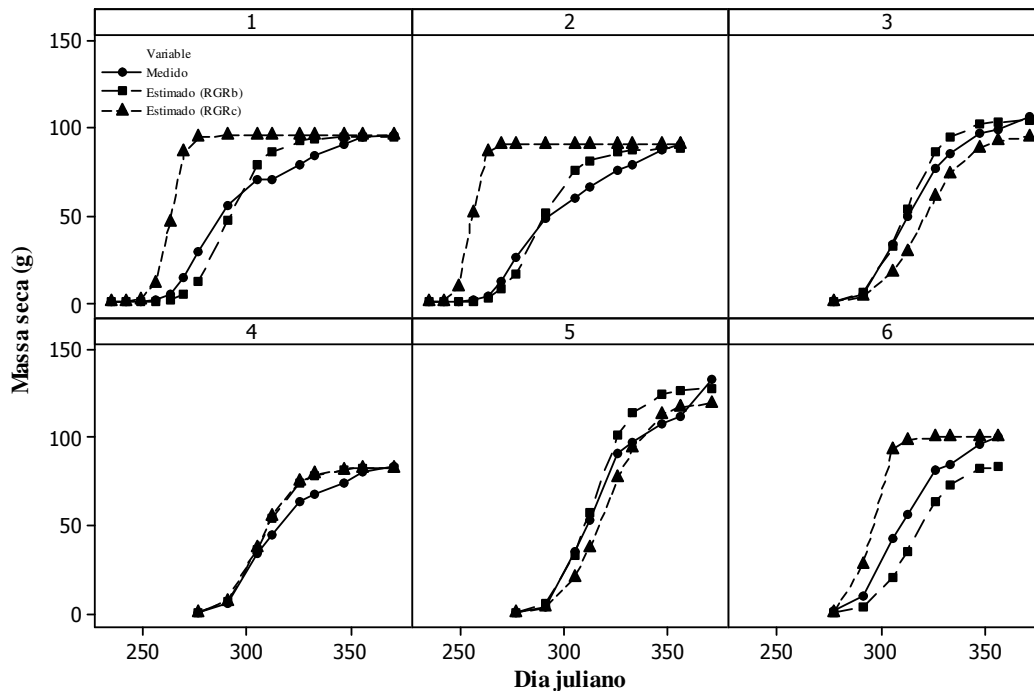 1 2 3
150
Variable
Medido
Estimado (RGRb)
Estimado (RGRc)
100
50
0
Massa seca (g)
4 5 6
150
100
50
0
250 300 350 250 300 350 250 300 350
Dia juliano